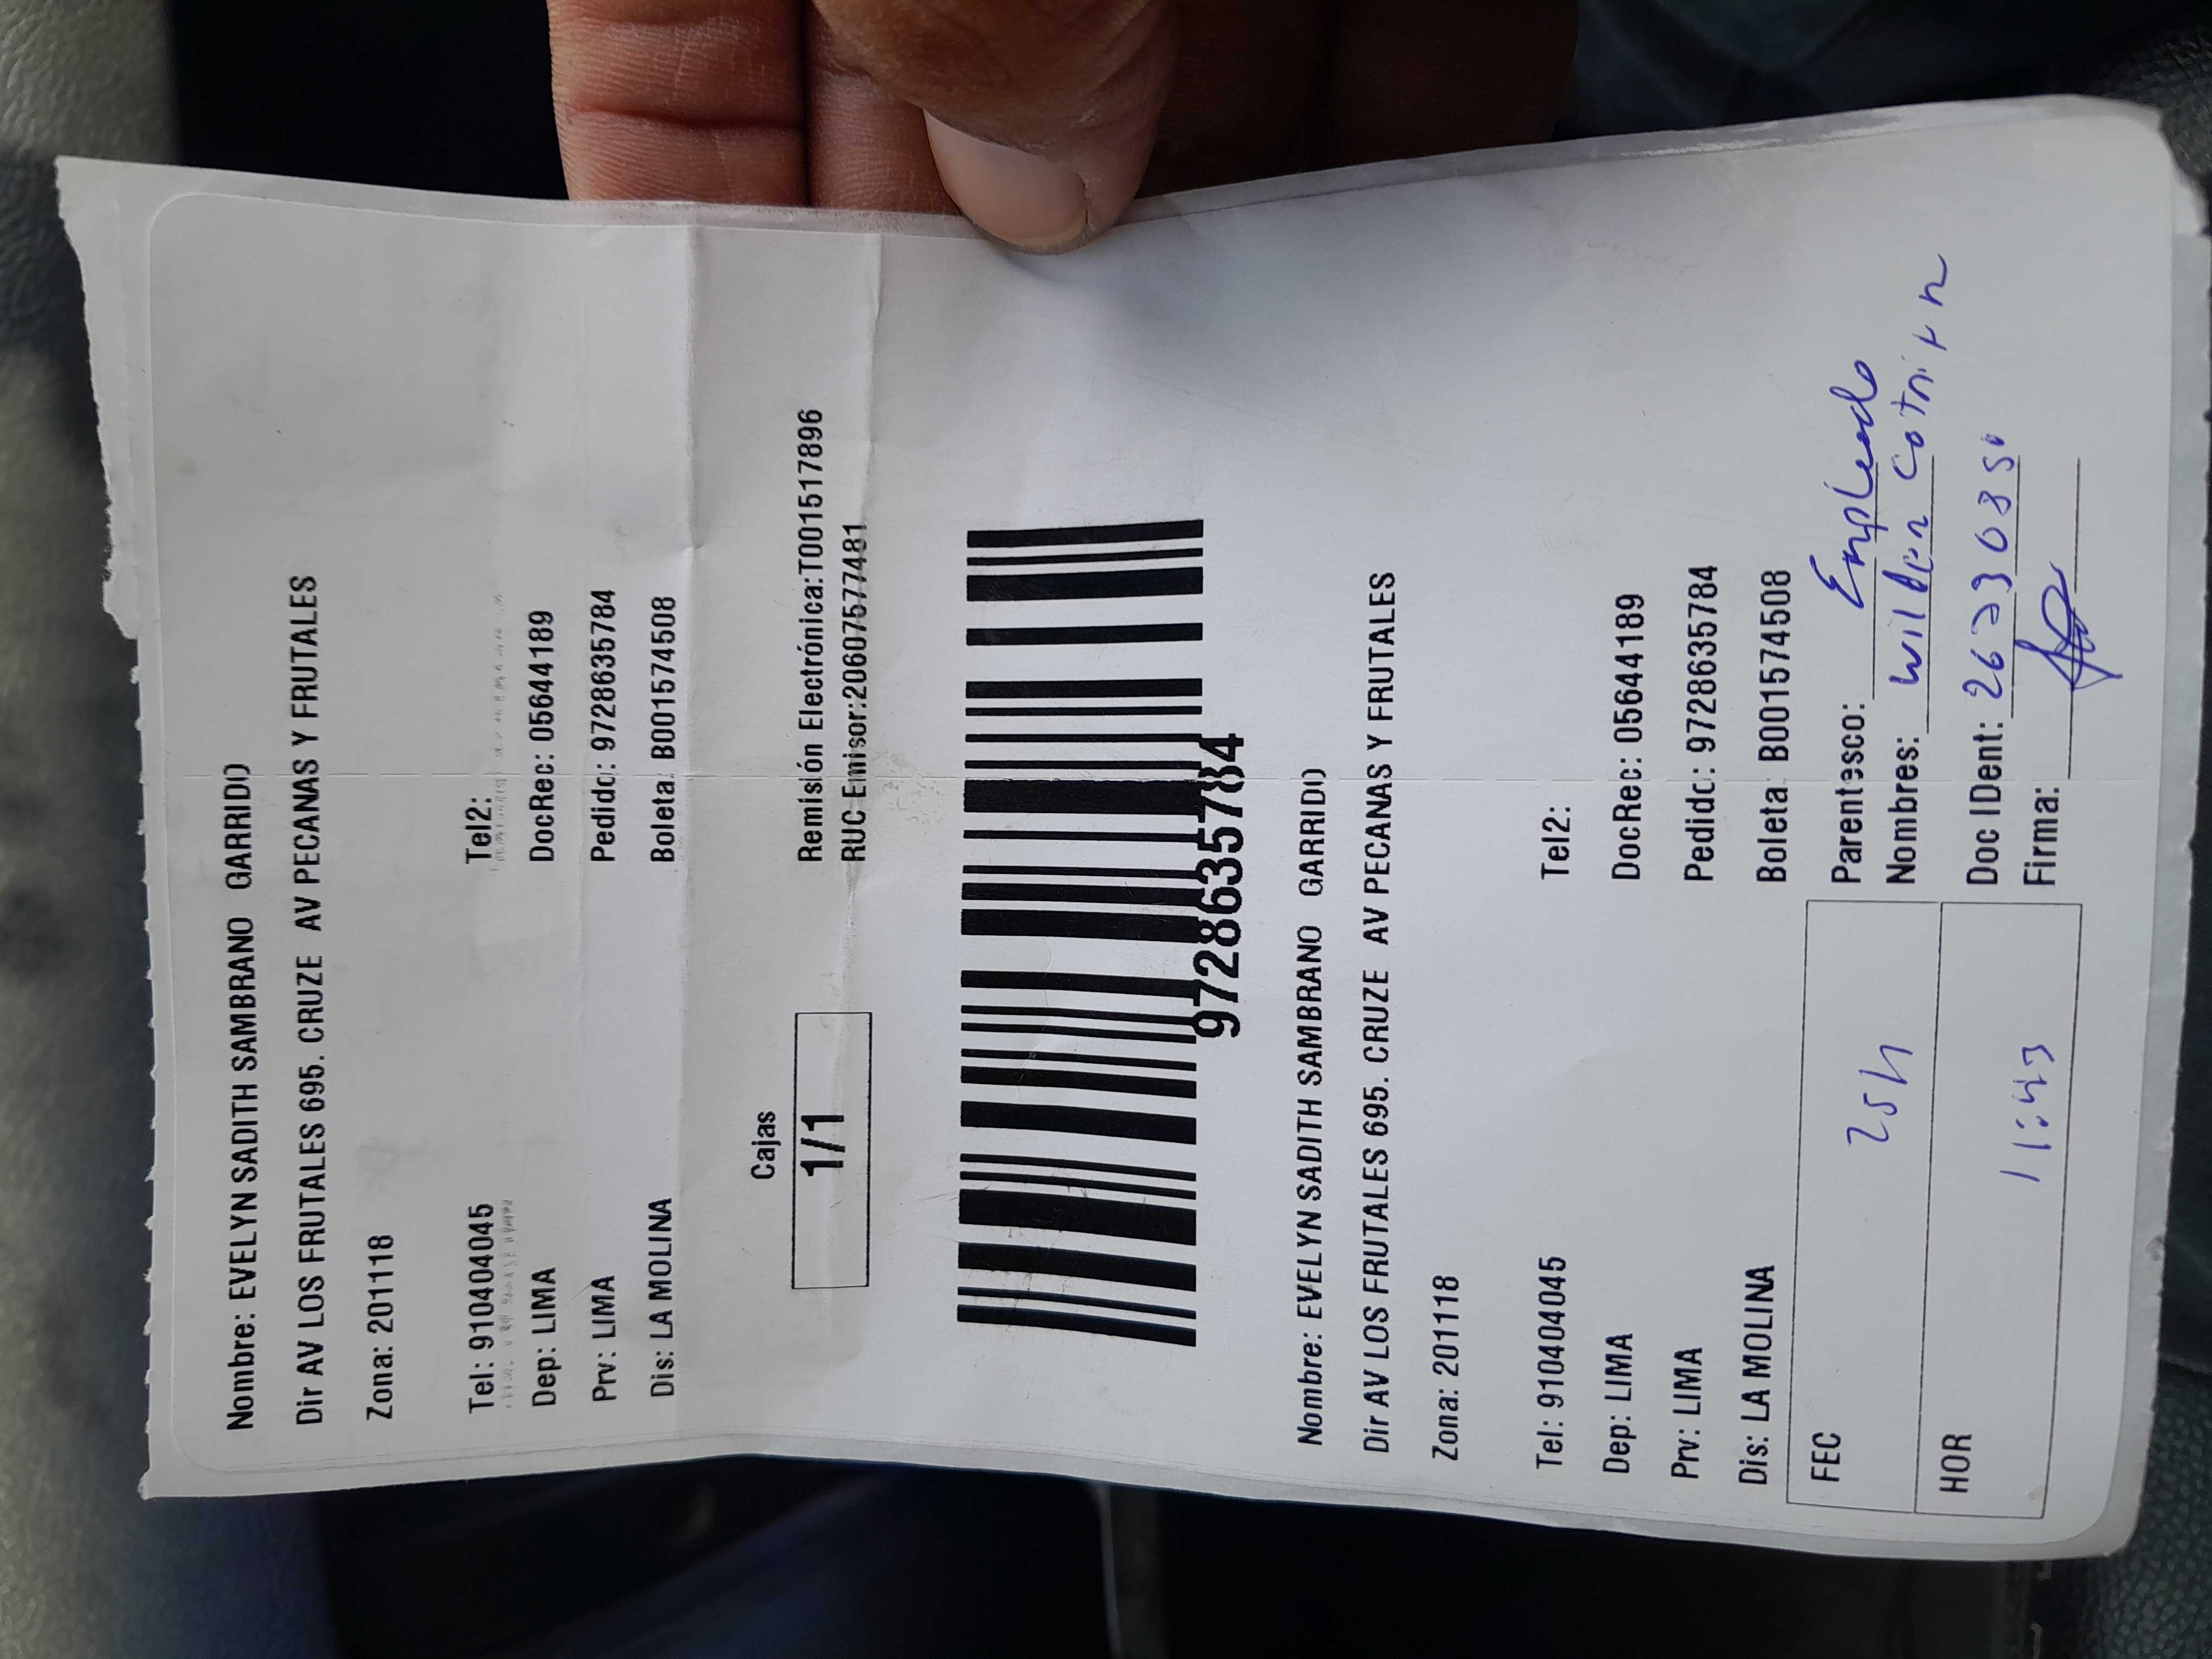 Nombre: EVELYN SADITH SAMBRANO GARRIDO
Dir AV LOS FRUTALES 695. CRUZE AV PECANAS Y FRUTALES
Zona: 201118
Tel: 910404045 Tel2:
Dep: LIMA DocRec: 05644189
Prv: LIMA Pedido: 9728635784
Dis: LA MOLINA Boleta: B001574508
Cajas
1/1
Remisión Electrónica:T001517896
RUC Emisor:20607577481
9728635784
Nombre: EVELYN SADITH SAMBRANO GARRIDO
Dir AV LOS FRUTALES 695. CRUZE AV PECANAS Y FRUTALES
Zona: 201118
Tel: 910404045 Tel2:
Dep: LIMA DocRec: 05644189
Prv: LIMA Pedido: 9728635784
Dis: LA MOLINA Boleta: B001574508
FEC Parentesco: Empleado
Nombres: Wilder Cotrina
HOR 11:43 Doc IDent:
Firma: